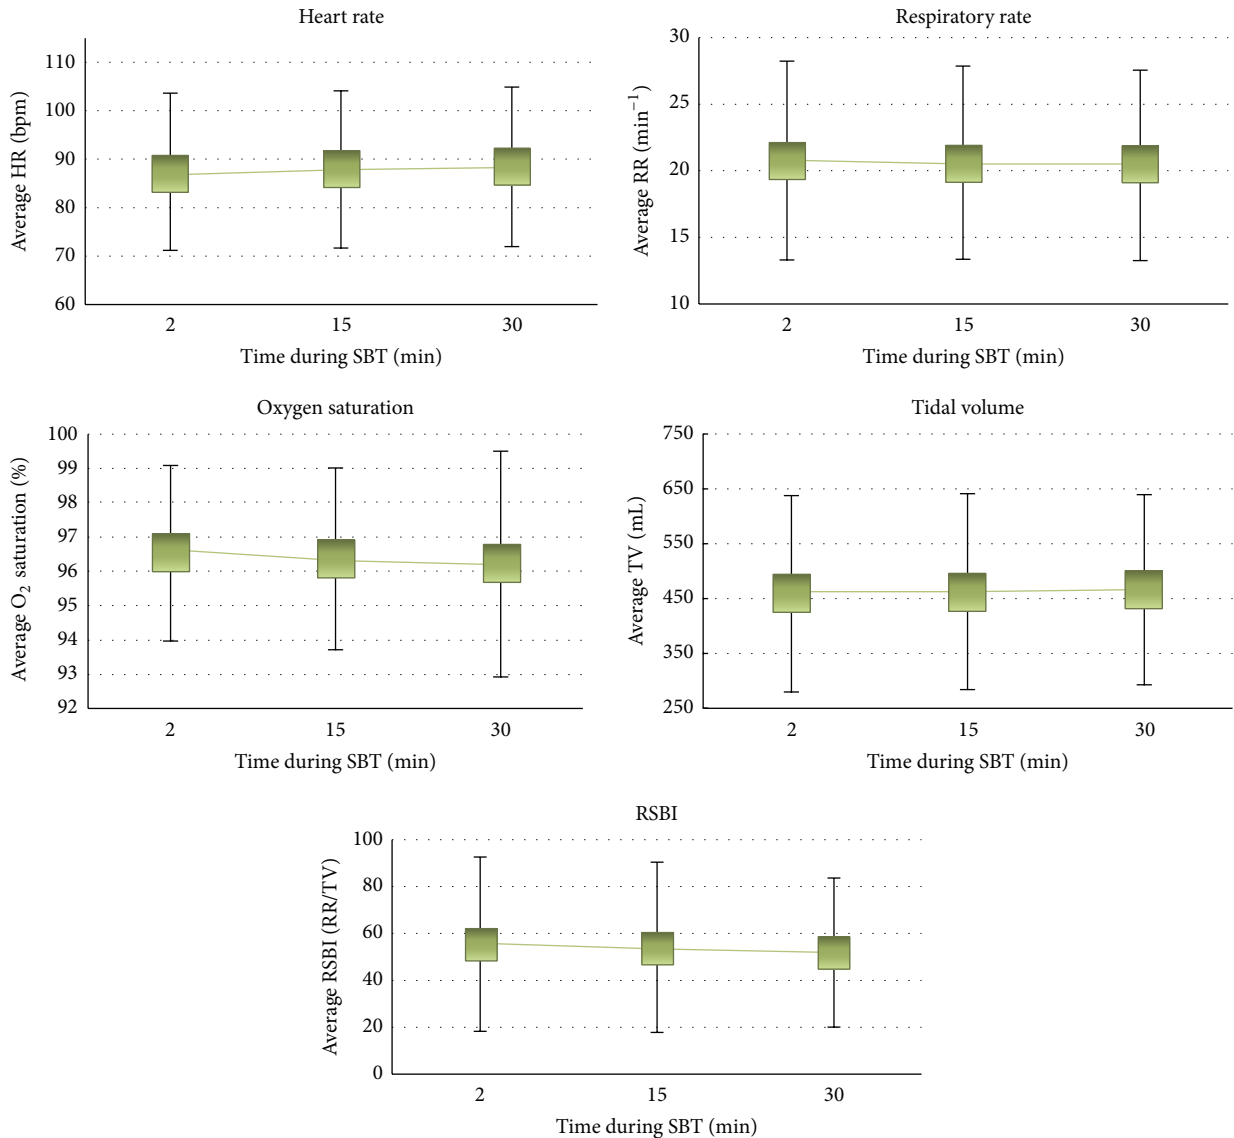 Heart rate
Average HR (bpm)
110
100
90
80
70
60
2 15 30
Time during SBT (min)
Respiratory rate
Average RR (min⁻¹)
30
25
20
15
10
2 15 30
Time during SBT (min)
Oxygen saturation
Average O₂ saturation (%)
100
99
98
97
96
95
94
93
92
2 15 30
Time during SBT (min)
Tidal volume
Average TV (mL)
750
650
550
450
350
250
2 15 30
Time during SBT (min)
RSBI
Average RSBI (RR/TV)
100
80
60
40
20
0
2 15 30
Time during SBT (min)